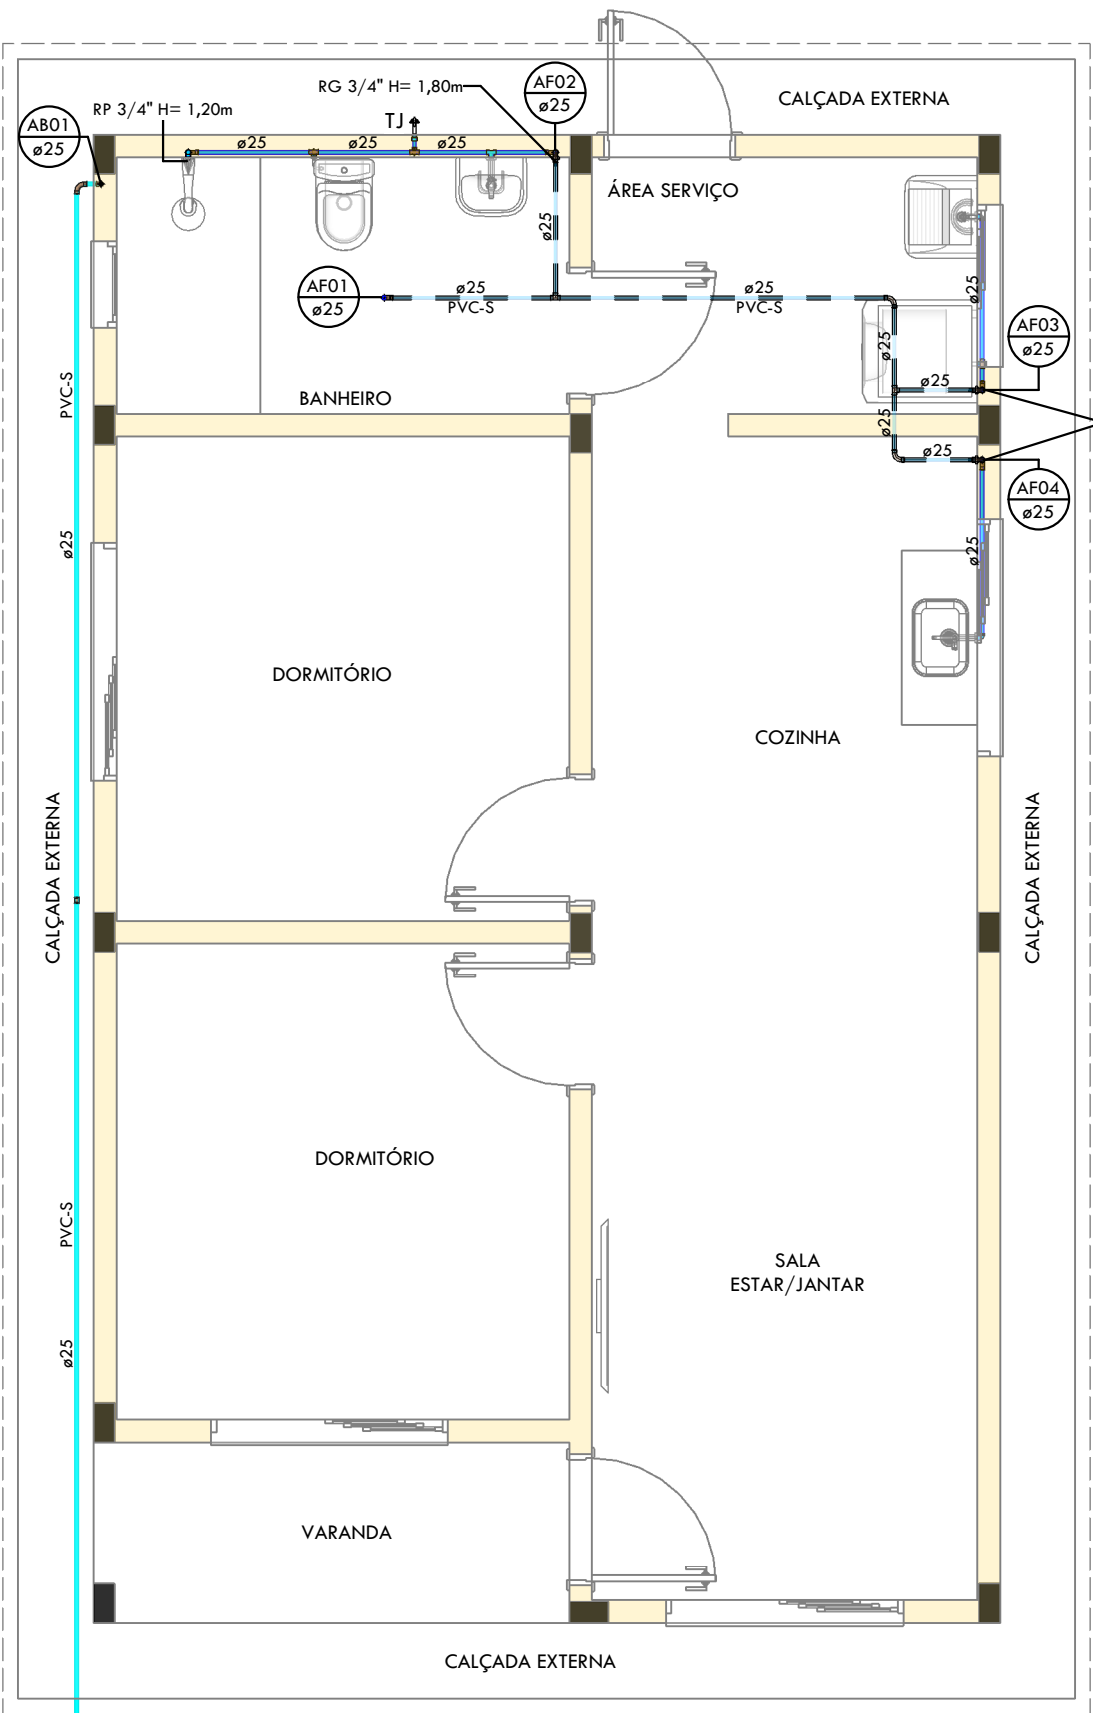 AF02
ø25
RG 3/4" H= 1,80m
CALÇADA EXTERNA
RP 3/4" H= 1,20m
AB01
ø25
TJ
ø25
ø25
ø25
ÁREA SERVIÇO
ø25
AF01
ø25
ø25
PVC-S
ø25
PVC-S
ø25
AF03
ø25
ø25
ø25
BANHEIRO
PVC-S
ø25
ø25
AF04
ø25
ø25
ø25
DORMITÓRIO
COZINHA
CALÇADA EXTERNA
CALÇADA EXTERNA
DORMITÓRIO
PVC-S
SALA
ESTAR/JANTAR
ø25
VARANDA
CALÇADA EXTERNA